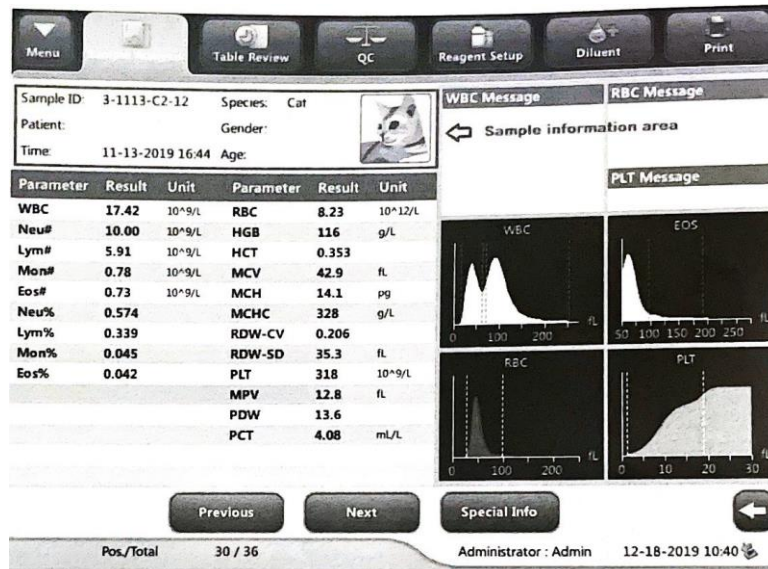 Menu Table Review QC Reagent Setup Diluent Print
Sample ID: 3-1113-C2-12 Species: Cat
Patient: Gender:
Time: 11-13-2019 16:44 Age:
WBC Message RBC Message
Sample information area
PLT Message
Parameter Result Unit Parameter Result Unit
WBC 17.42 10^9/L RBC 8.23 10^12/L
Neu# 10.00 10^9/L HGB 116 g/L
Lym# 5.91 10^9/L HCT 0.353
Mon# 0.78 10^9/L MCV 42.9 fL
Eos# 0.73 10^9/L MCH 14.1 pg
Neu% 0.574 MCHC 328 g/L
Lym% 0.339 RDW-CV 0.206
Mon% 0.045 RDW-SD 35.3 fL
Eos% 0.042 PLT 318 10^9/L
MPV 12.8 fL
PDW 13.6
PCT 4.08 mL/L
WBC
0 100 200 fL
EOS
50 100 150 200 250 fL
RBC
0 100 200 fL
PLT
0 10 20 30 fL
Previous Next Special Info
Pos./Total 30 / 36 Administrator : Admin 12-18-2019 10:40